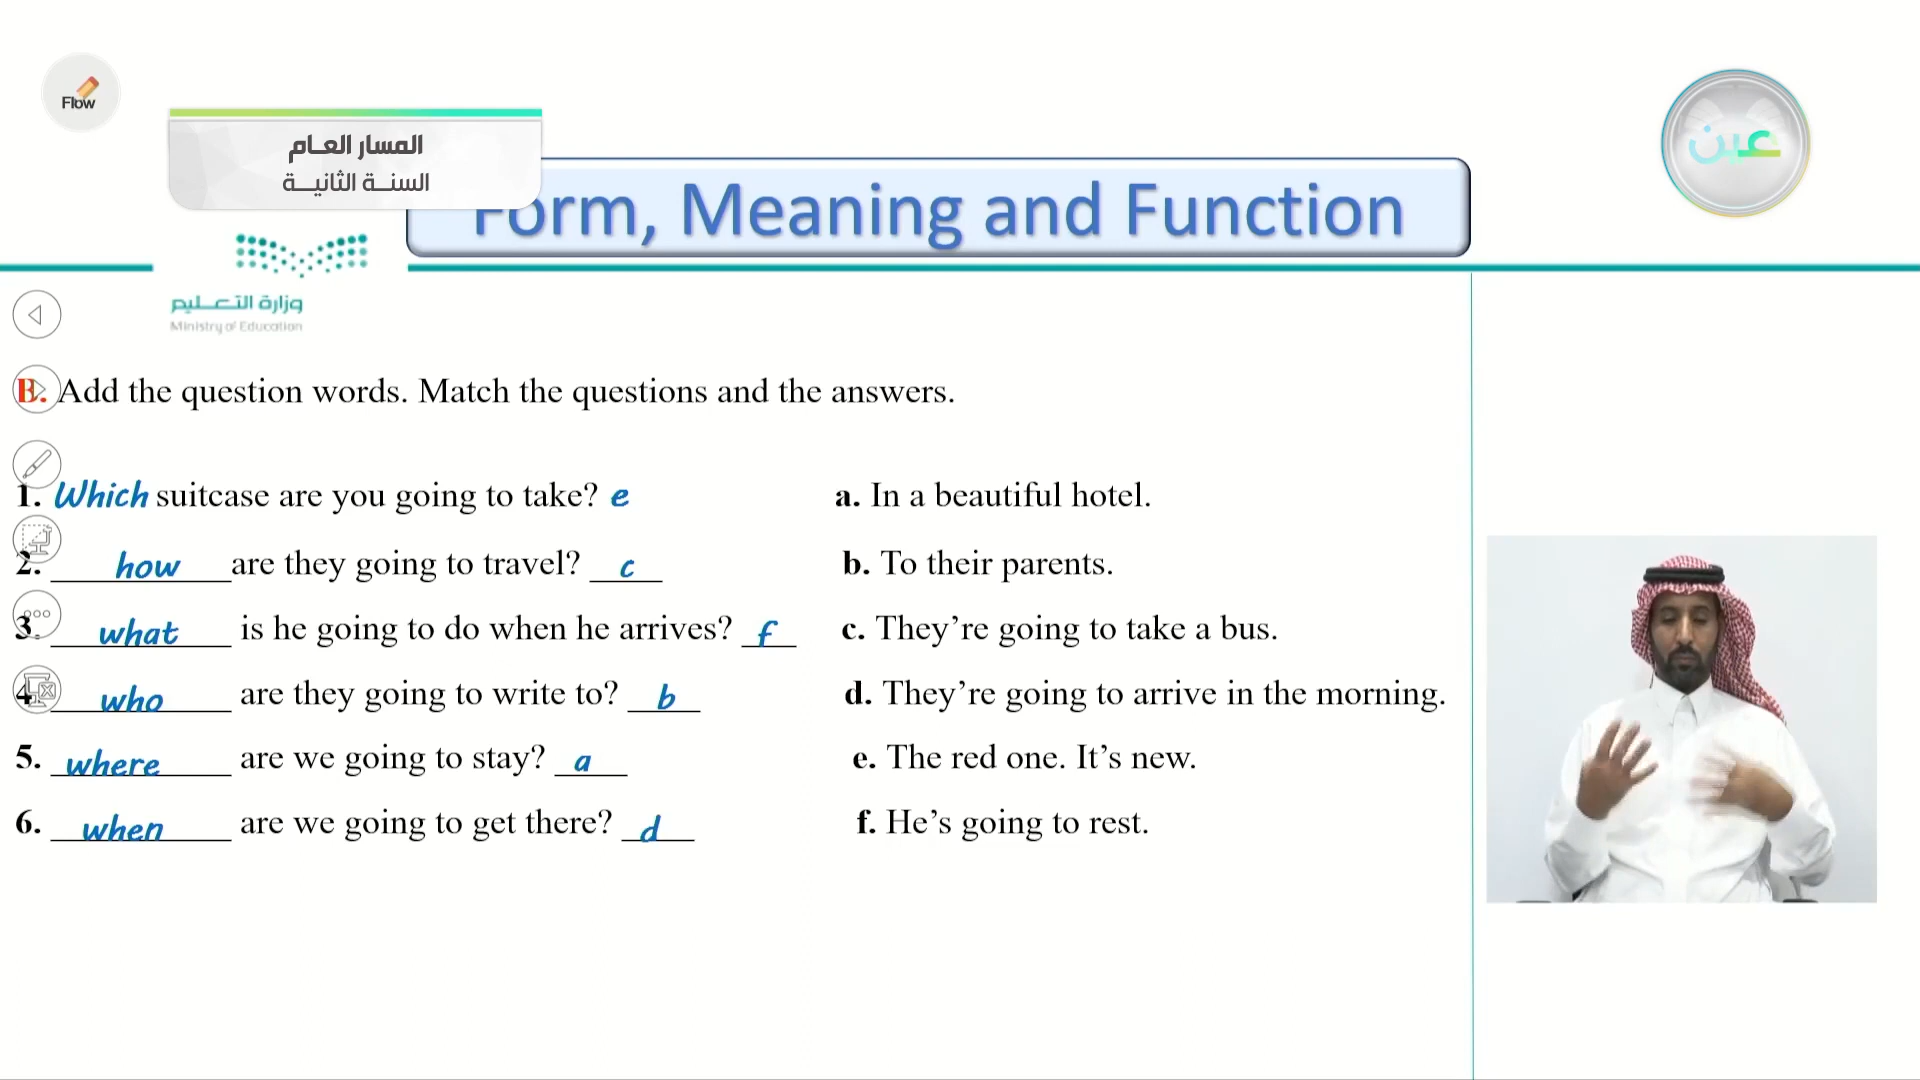 Flow
المسار العام
السنة الثانية
عين
Form, Meaning and Function
وزارة التعليم
Ministry of Education
B. Add the question words. Match the questions and the answers.
1. Which suitcase are you going to take? e
a. In a beautiful hotel.
2. how are they going to travel? c
b. To their parents.
3. what is he going to do when he arrives? f
c. They're going to take a bus.
4 who are they going to write to? b
d. They're going to arrive in the morning.
5. where are we going to stay? a
e. The red one. It's new.
6. when are we going to get there? d
f. He's going to rest.